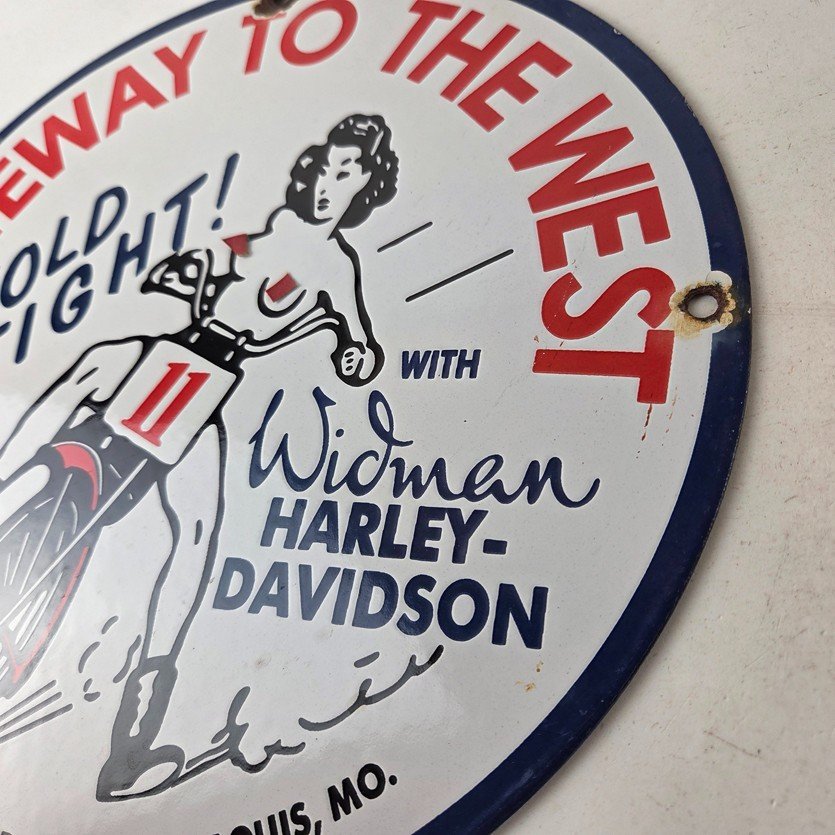 EWAY TO THE WEST
OLD
IGHT!
11
WITH
Widman
HARLEY-
DAVIDSON
OUIS, MO.